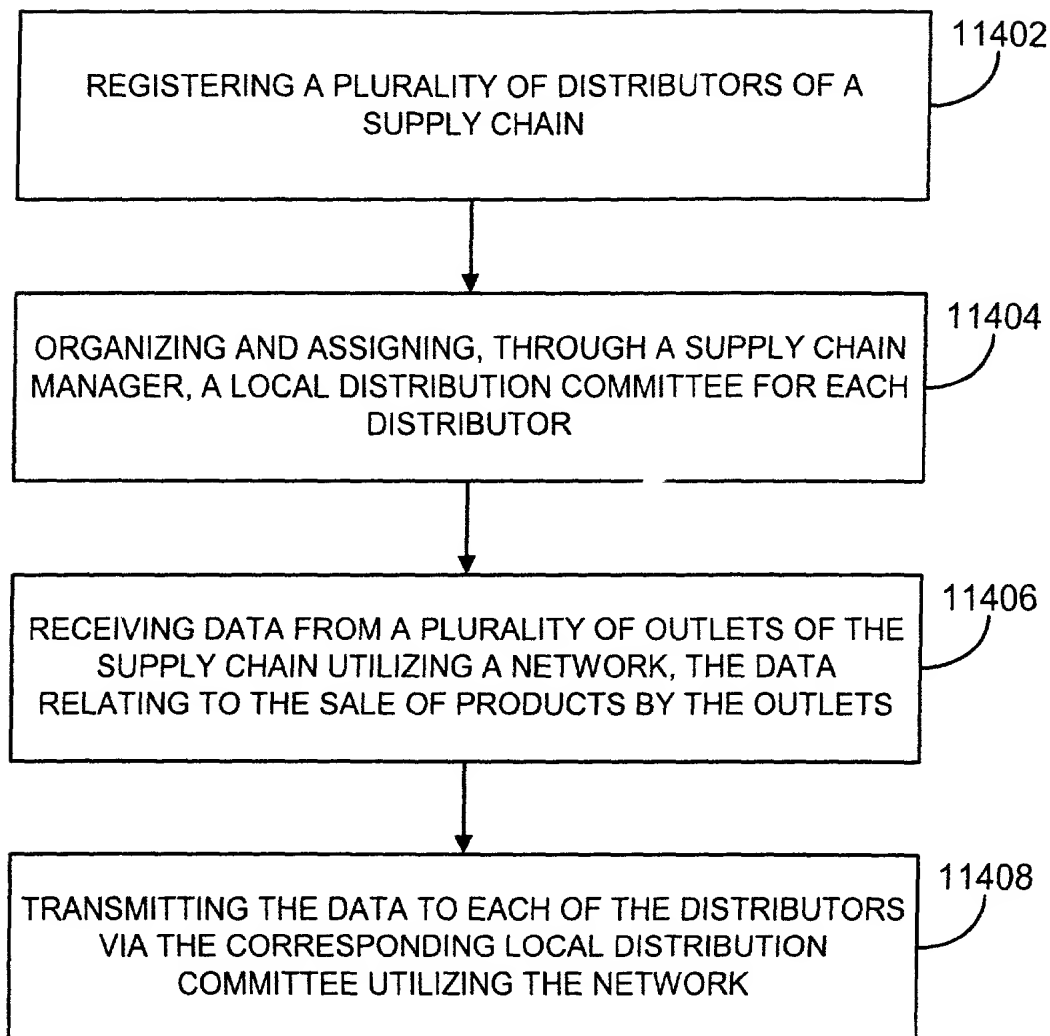 11402
REGISTERING A PLURALITY OF DISTRIBUTORS OF A
SUPPLY CHAIN
11404
ORGANIZING AND ASSIGNING, THROUGH A SUPPLY CHAIN
MANAGER, A LOCAL DISTRIBUTION COMMITTEE FOR EACH
DISTRIBUTOR
11406
RECEIVING DATA FROM A PLURALITY OF OUTLETS OF THE
SUPPLY CHAIN UTILIZING A NETWORK, THE DATA
RELATING TO THE SALE OF PRODUCTS BY THE OUTLETS
11408
TRANSMITTING THE DATA TO EACH OF THE DISTRIBUTORS
VIA THE CORRESPONDING LOCAL DISTRIBUTION
COMMITTEE UTILIZING THE NETWORK